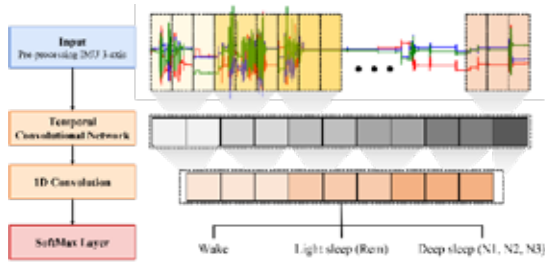 Input
Pre-processing IMU 3-axis
Temporal
Convolutional Network
1D Convolution
SoftMax Layer
Wake
Light sleep (Rem)
Deep sleep (N1, N2, N3)